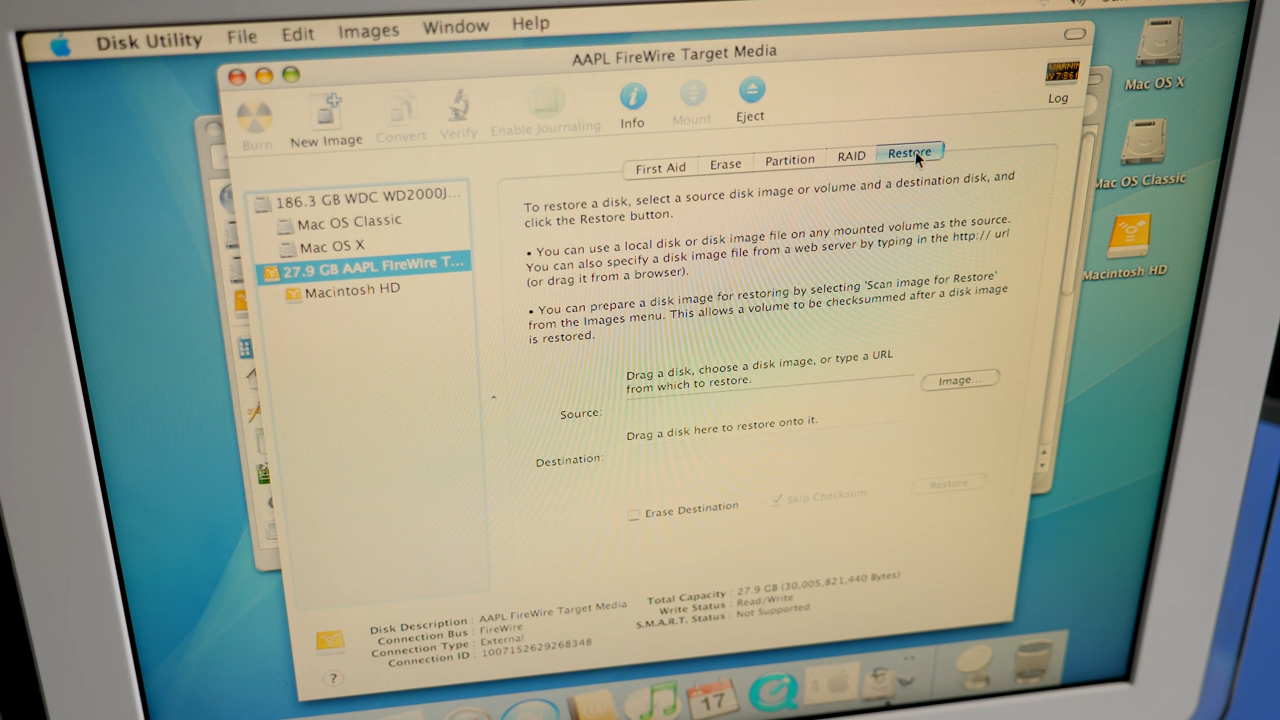 Disk Utility File Edit Images Window Help
AAPL FireWire Target Media
Burn New Image Convert Verify Enable Journaling Info Mount Eject Log
WARNIN
First Aid Erase Partition RAID Restore
186.3 GB WDC WD2000J...
Mac OS Classic
Mac OS X
27.9 GB AAPL FireWire T...
Macintosh HD
To restore a disk, select a source disk image or volume and a destination disk, and
click the Restore button.
• You can use a local disk or disk image file on any mounted volume as the source.
You can also specify a disk image file from a web server by typing in the http:// url
(or drag it from a browser).
• You can prepare a disk image for restoring by selecting 'Scan image for Restore'
from the Images menu. This allows a volume to be checksummed after a disk image
is restored.
Drag a disk, choose a disk image, or type a URL
from which to restore.
Source:
Image...
Drag a disk here to restore onto it.
Destination:
Erase Destination Skip Checksum Restore
Disk Description : AAPL FireWire Target Media
Connection Bus : FireWire
Connection Type : External
Connection ID : 1007152629268348
Total Capacity : 27.9 GB (30,005,821,440 Bytes)
Write Status : Read/Write
S.M.A.R.T. Status : Not Supported
?
Mac OS X
Mac OS Classic
Macintosh HD
17